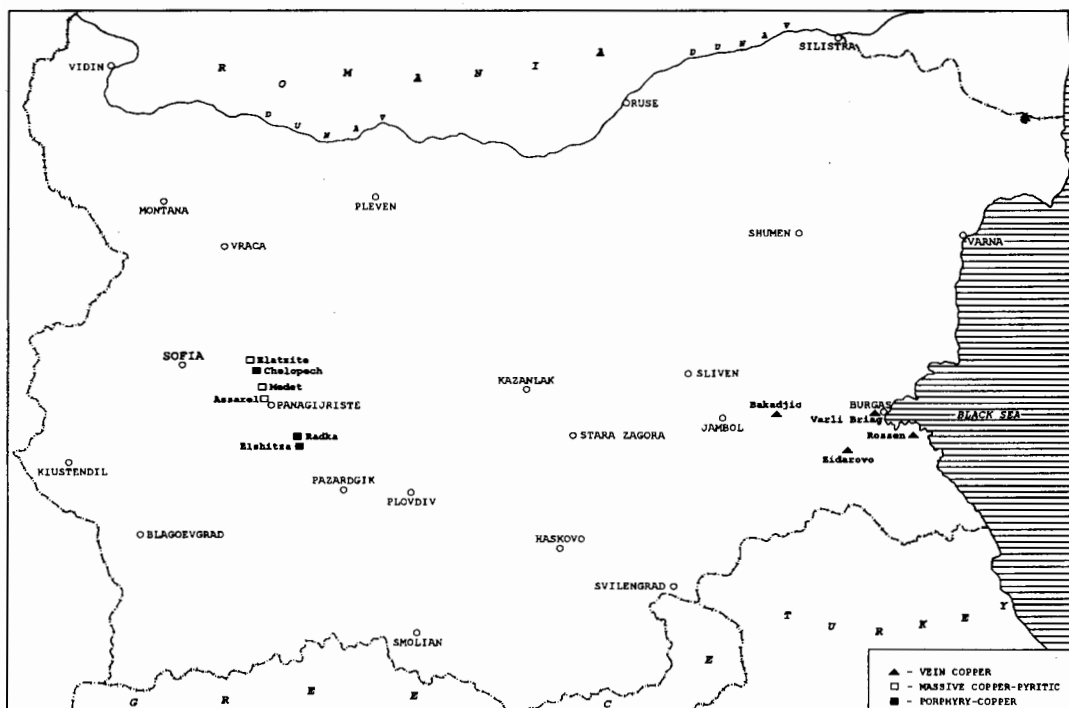 SILISTRA
D U N A V
R O M A N I A
VIDIN
RUSE
D U N A V
MONTANA
PLEVEN
VRACA
SHUMEN
VARNA
SOFIA
Elatzite
Chelopech
Medet
Assarel
PANAGIJRISTE
KAZANLAK
SLIVEN
Bakadjic
BURGAS
Varli Briag
BLACK SEA
JAMBOL
Rossen
Radka
Elshitza
STARA ZAGORA
Zidarovo
KIUSTENDIL
PAZARDGIK
PLOVDIV
BLAGOEVGRAD
HASKOVO
SVILENGRAD
T U R K E Y
SMOLIAN
G R E E C E
▲ - VEIN COPPER
□ - MASSIVE COPPER-PYRITIC
■ - PORPHYRY-COPPER